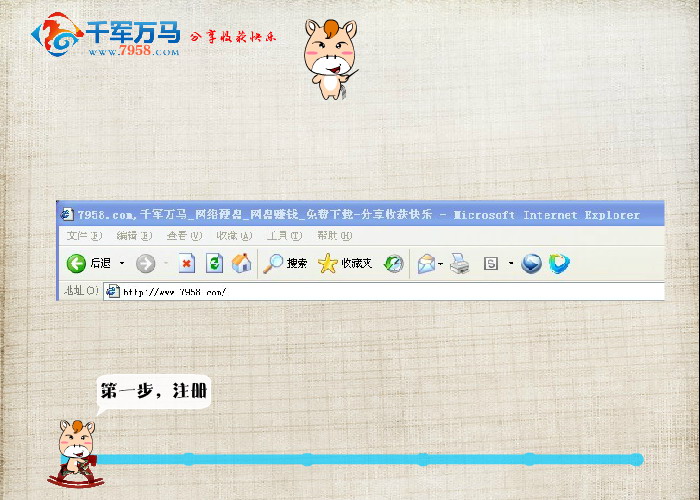 千军万马
WWW.7958.COM
分享收获快乐
7958.com,千军万马_网络硬盘_网盘赚钱_免费下载-分享收获快乐 - Microsoft Internet Explorer
文件(F) 编辑(E) 查看(V) 收藏(A) 工具(T) 帮助(H)
后退 搜索 收藏夹
地址(D) http://www.7958.com/
第一步，注册